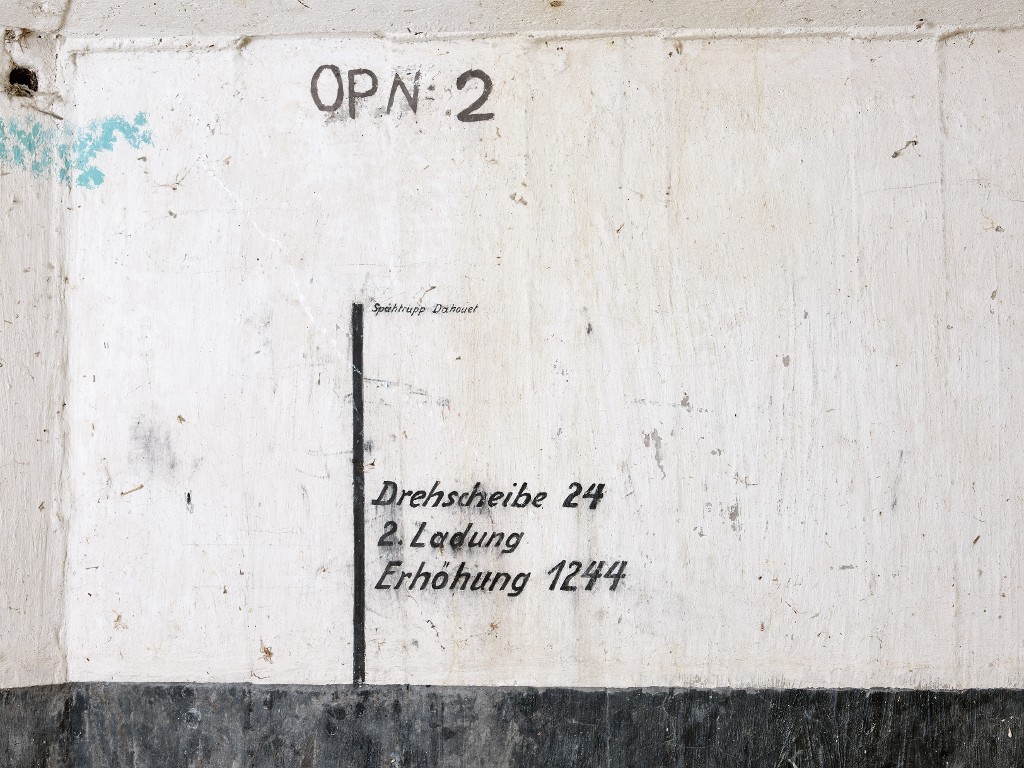 OPN: 2
Spähtrupp Dahouet
Drehscheibe 24
2. Ladung
Erhöhung 1244